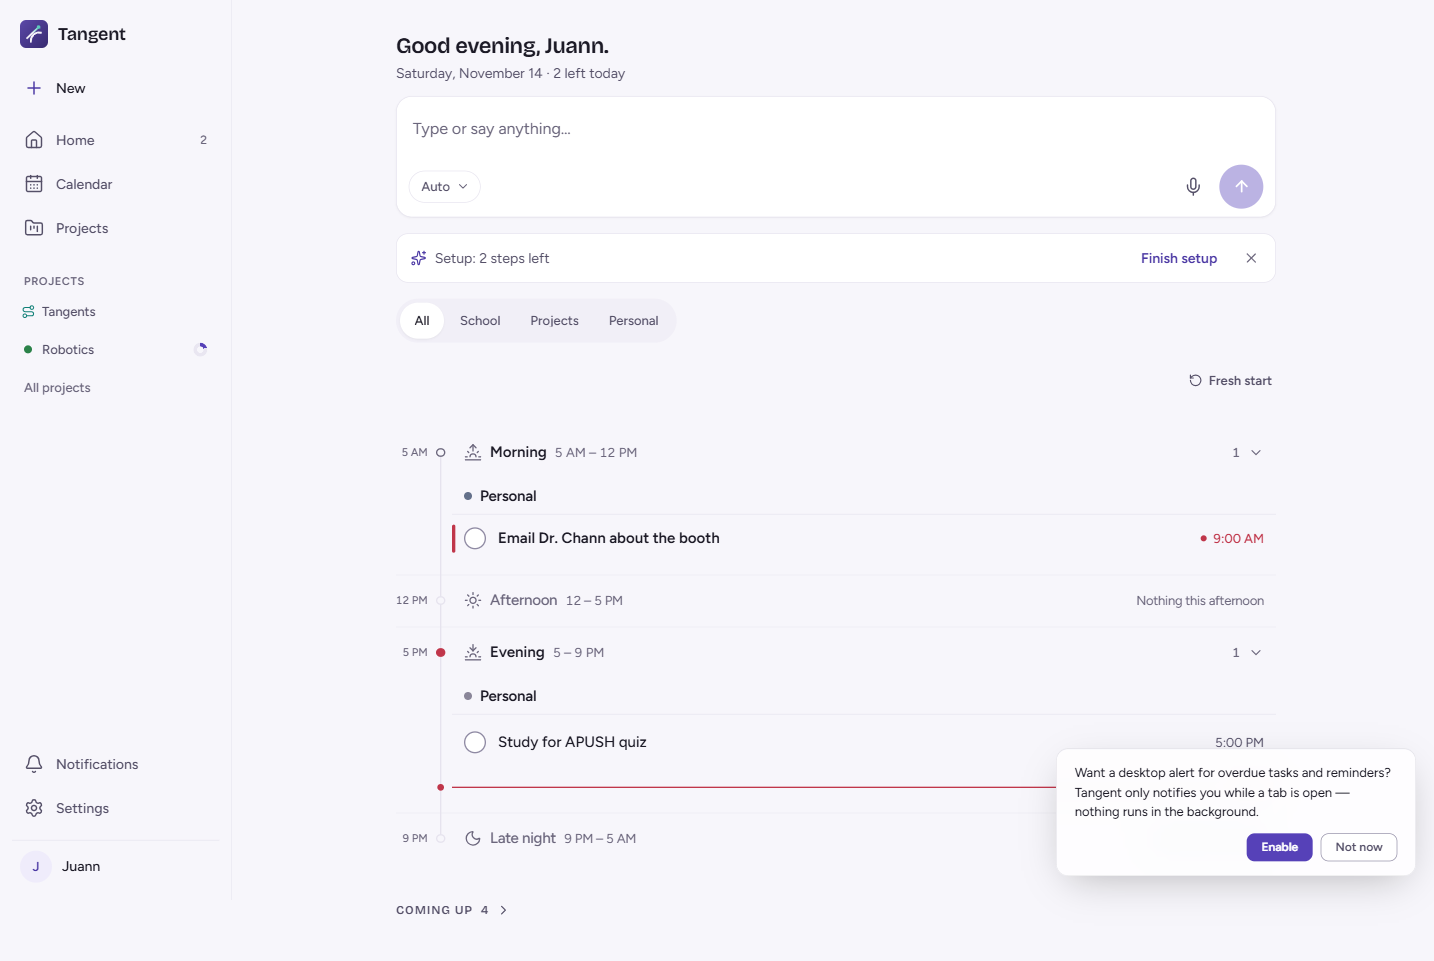 Tangent
New
Home 2
Calendar
Projects
PROJECTS
Tangents
Robotics
All projects
Notifications
Settings
J Juann
Good evening, Juann.
Saturday, November 14 · 2 left today
Type or say anything...
Auto
Setup: 2 steps left Finish setup
All School Projects Personal
Fresh start
5 AM Morning 5 AM – 12 PM 1
Personal
Email Dr. Chann about the booth 9:00 AM
12 PM Afternoon 12 – 5 PM Nothing this afternoon
5 PM Evening 5 – 9 PM 1
Personal
Study for APUSH quiz 5:00 PM
9 PM Late night 9 PM – 5 AM
COMING UP 4
Want a desktop alert for overdue tasks and reminders?
Tangent only notifies you while a tab is open —
nothing runs in the background.
Enable Not now